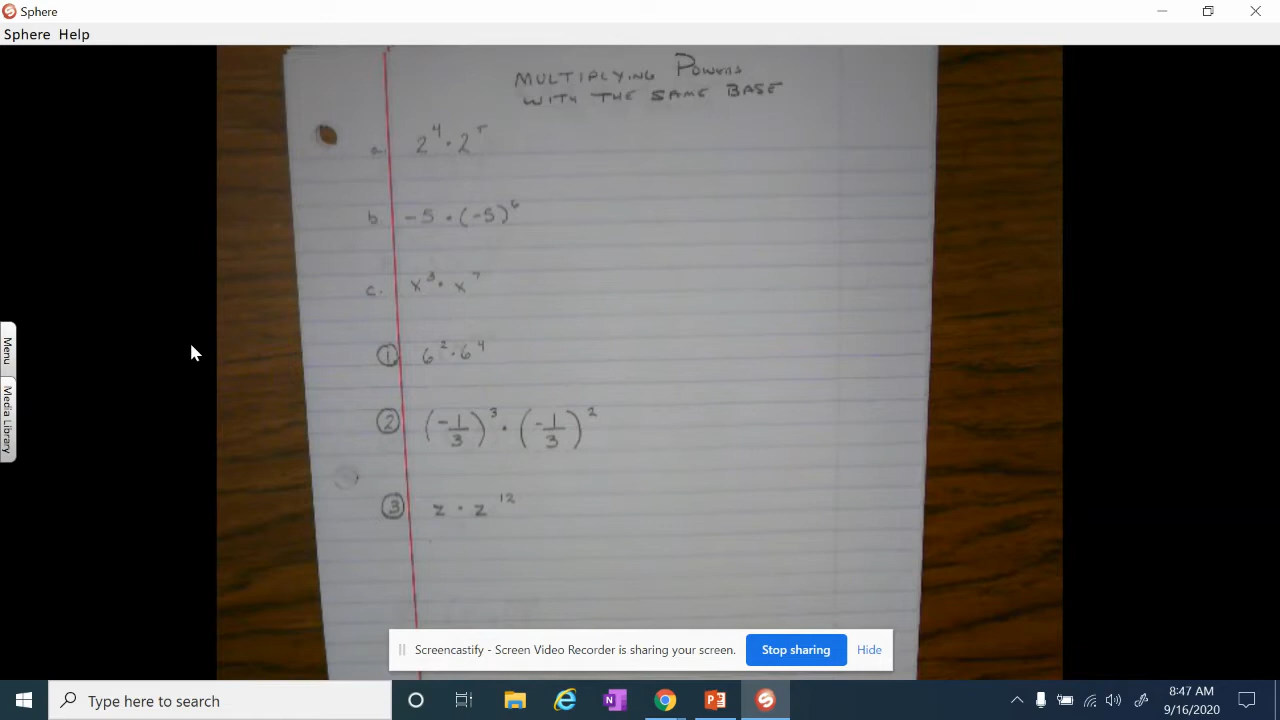 Sphere
Sphere Help
MULTIPLYING POWERS
WITH THE SAME BASE
a. 2⁴ · 2⁵
b. -5 · (-5)⁶
c. x³ · x⁷
① 6² · 6⁴
② (-1/3)³ · (-1/3)²
③ z · z¹²
Menu
Media Library
Screencastify - Screen Video Recorder is sharing your screen. Stop sharing Hide
Type here to search
8:47 AM
9/16/2020